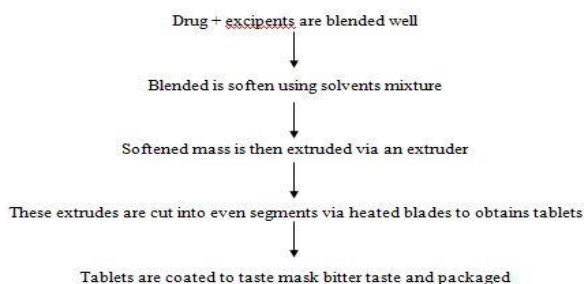 Drug + excipents are blended well
Blended is soften using solvents mixture
Softened mass is then extruded via an extruder
These extrudes are cut into even segments via heated blades to obtains tablets
Tablets are coated to taste mask bitter taste and packaged